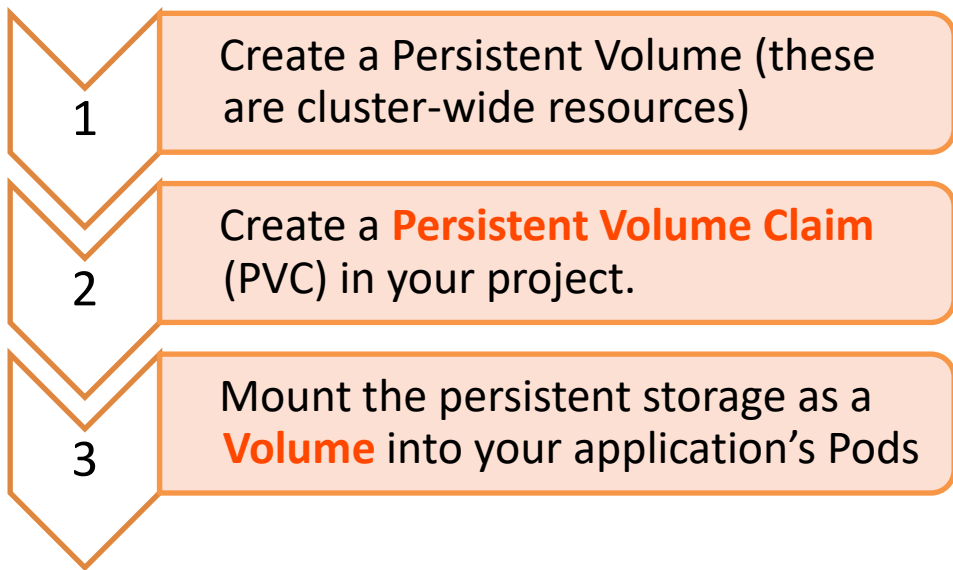 1
Create a Persistent Volume (these
are cluster-wide resources)
2
Create a Persistent Volume Claim
(PVC) in your project.
3
Mount the persistent storage as a
Volume into your application’s Pods